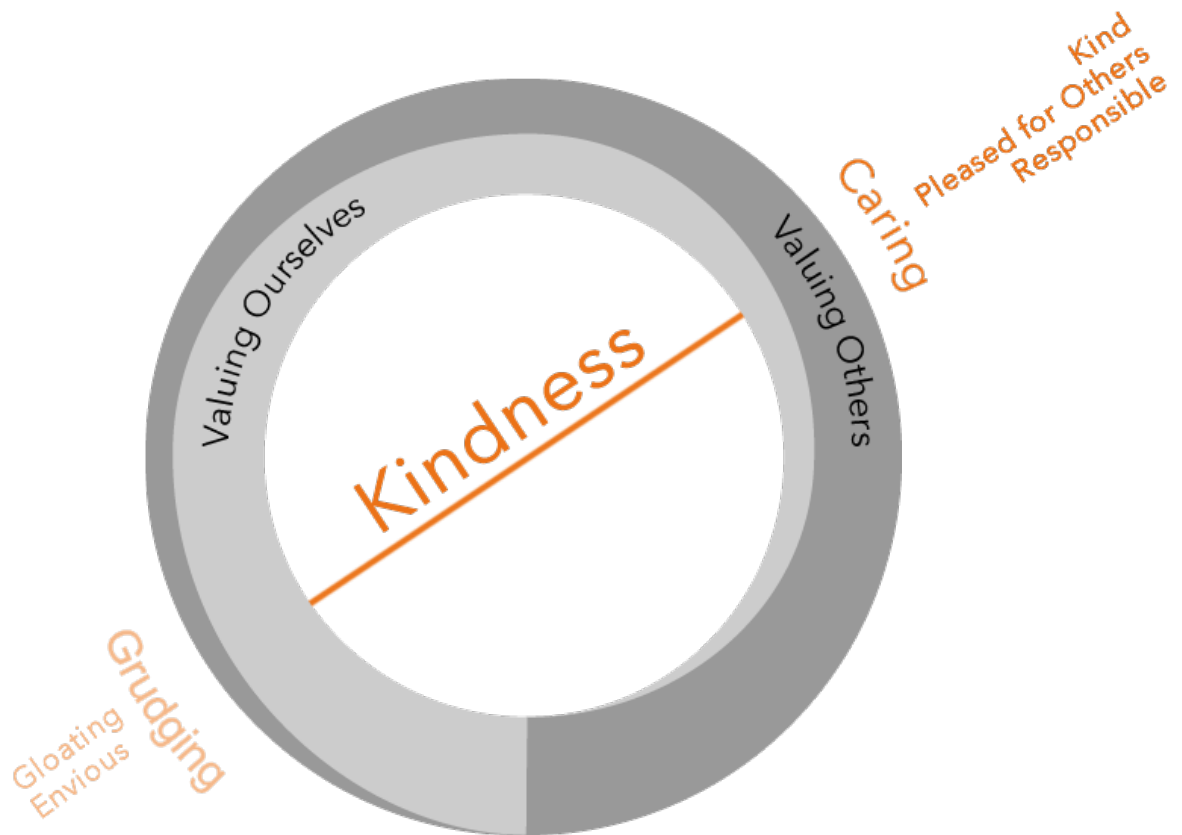 Kind
Pleased for Others
Responsible
Caring
Valuing Ourselves
Valuing Others
Kindness
Grudging
Gloating
Envious